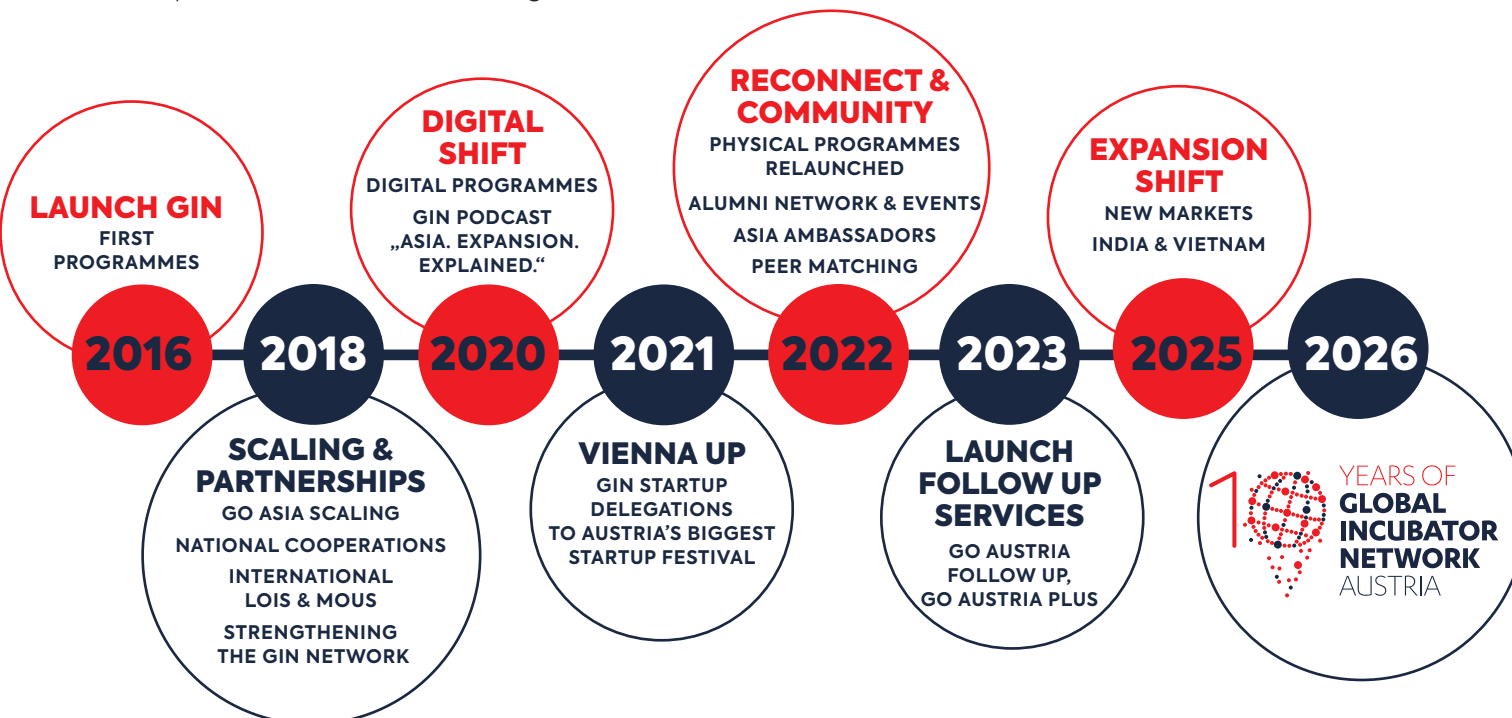 LAUNCH GIN
FIRST
PROGRAMMES
2016
2018
SCALING &
PARTNERSHIPS
GO ASIA SCALING
NATIONAL COOPERATIONS
INTERNATIONAL
LOIS & MOUS
STRENGTHENING
THE GIN NETWORK
DIGITAL
SHIFT
DIGITAL PROGRAMMES
GIN PODCAST
„ASIA. EXPANSION.
EXPLAINED.“
2020
2021
VIENNA UP
GIN STARTUP
DELEGATIONS
TO AUSTRIA’S BIGGEST
STARTUP FESTIVAL
RECONNECT &
COMMUNITY
PHYSICAL PROGRAMMES
RELAUNCHED
ALUMNI NETWORK & EVENTS
ASIA AMBASSADORS
PEER MATCHING
2022
2023
LAUNCH
FOLLOW UP
SERVICES
GO AUSTRIA
FOLLOW UP,
GO AUSTRIA PLUS
EXPANSION
SHIFT
NEW MARKETS
INDIA & VIETNAM
2025
2026
10 YEARS OF
GLOBAL
INCUBATOR
NETWORK
AUSTRIA